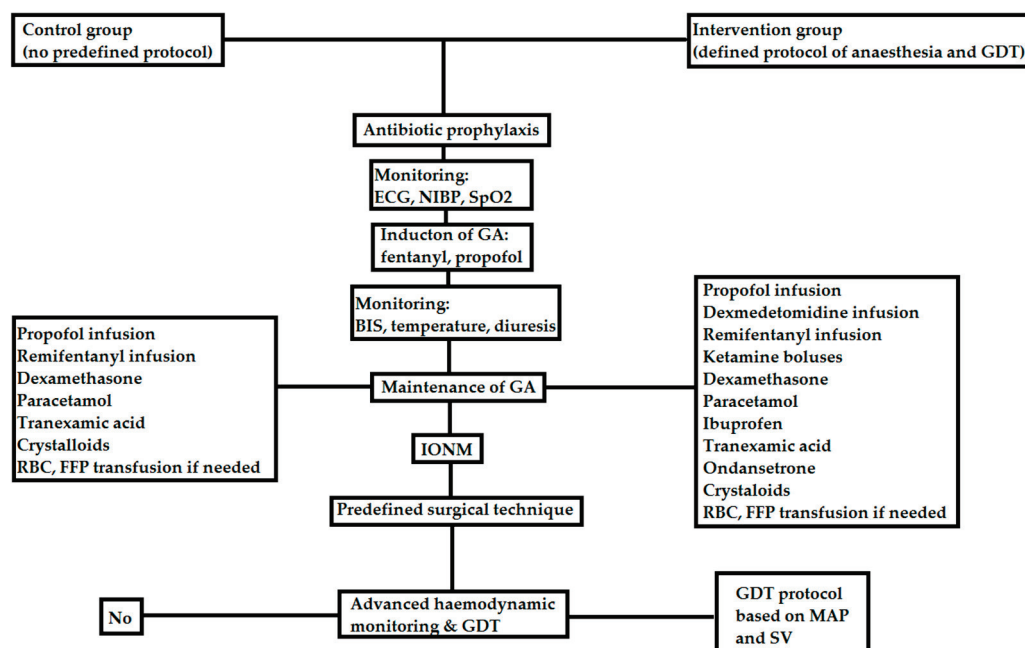 Control group
(no predefined protocol)
Intervention group
(defined protocol of anaesthesia and GDT)
Antibiotic prophylaxis
Monitoring:
ECG, NIBP, SpO2
Inducton of GA:
fentanyl, propofol
Monitoring:
BIS, temperature, diuresis
Propofol infusion
Remifentanyl infusion
Dexamethasone
Paracetamol
Tranexamic acid
Crystalloids
RBC, FFP transfusion if needed
Maintenance of GA
Propofol infusion
Dexmedetomidine infusion
Remifentanyl infusion
Ketamine boluses
Dexamethasone
Paracetamol
Ibuprofen
Tranexamic acid
Ondansetrone
Crystaloids
RBC, FFP transfusion if needed
IONM
Predefined surgical technique
No
Advanced haemodynamic
monitoring & GDT
GDT protocol
based on MAP
and SV